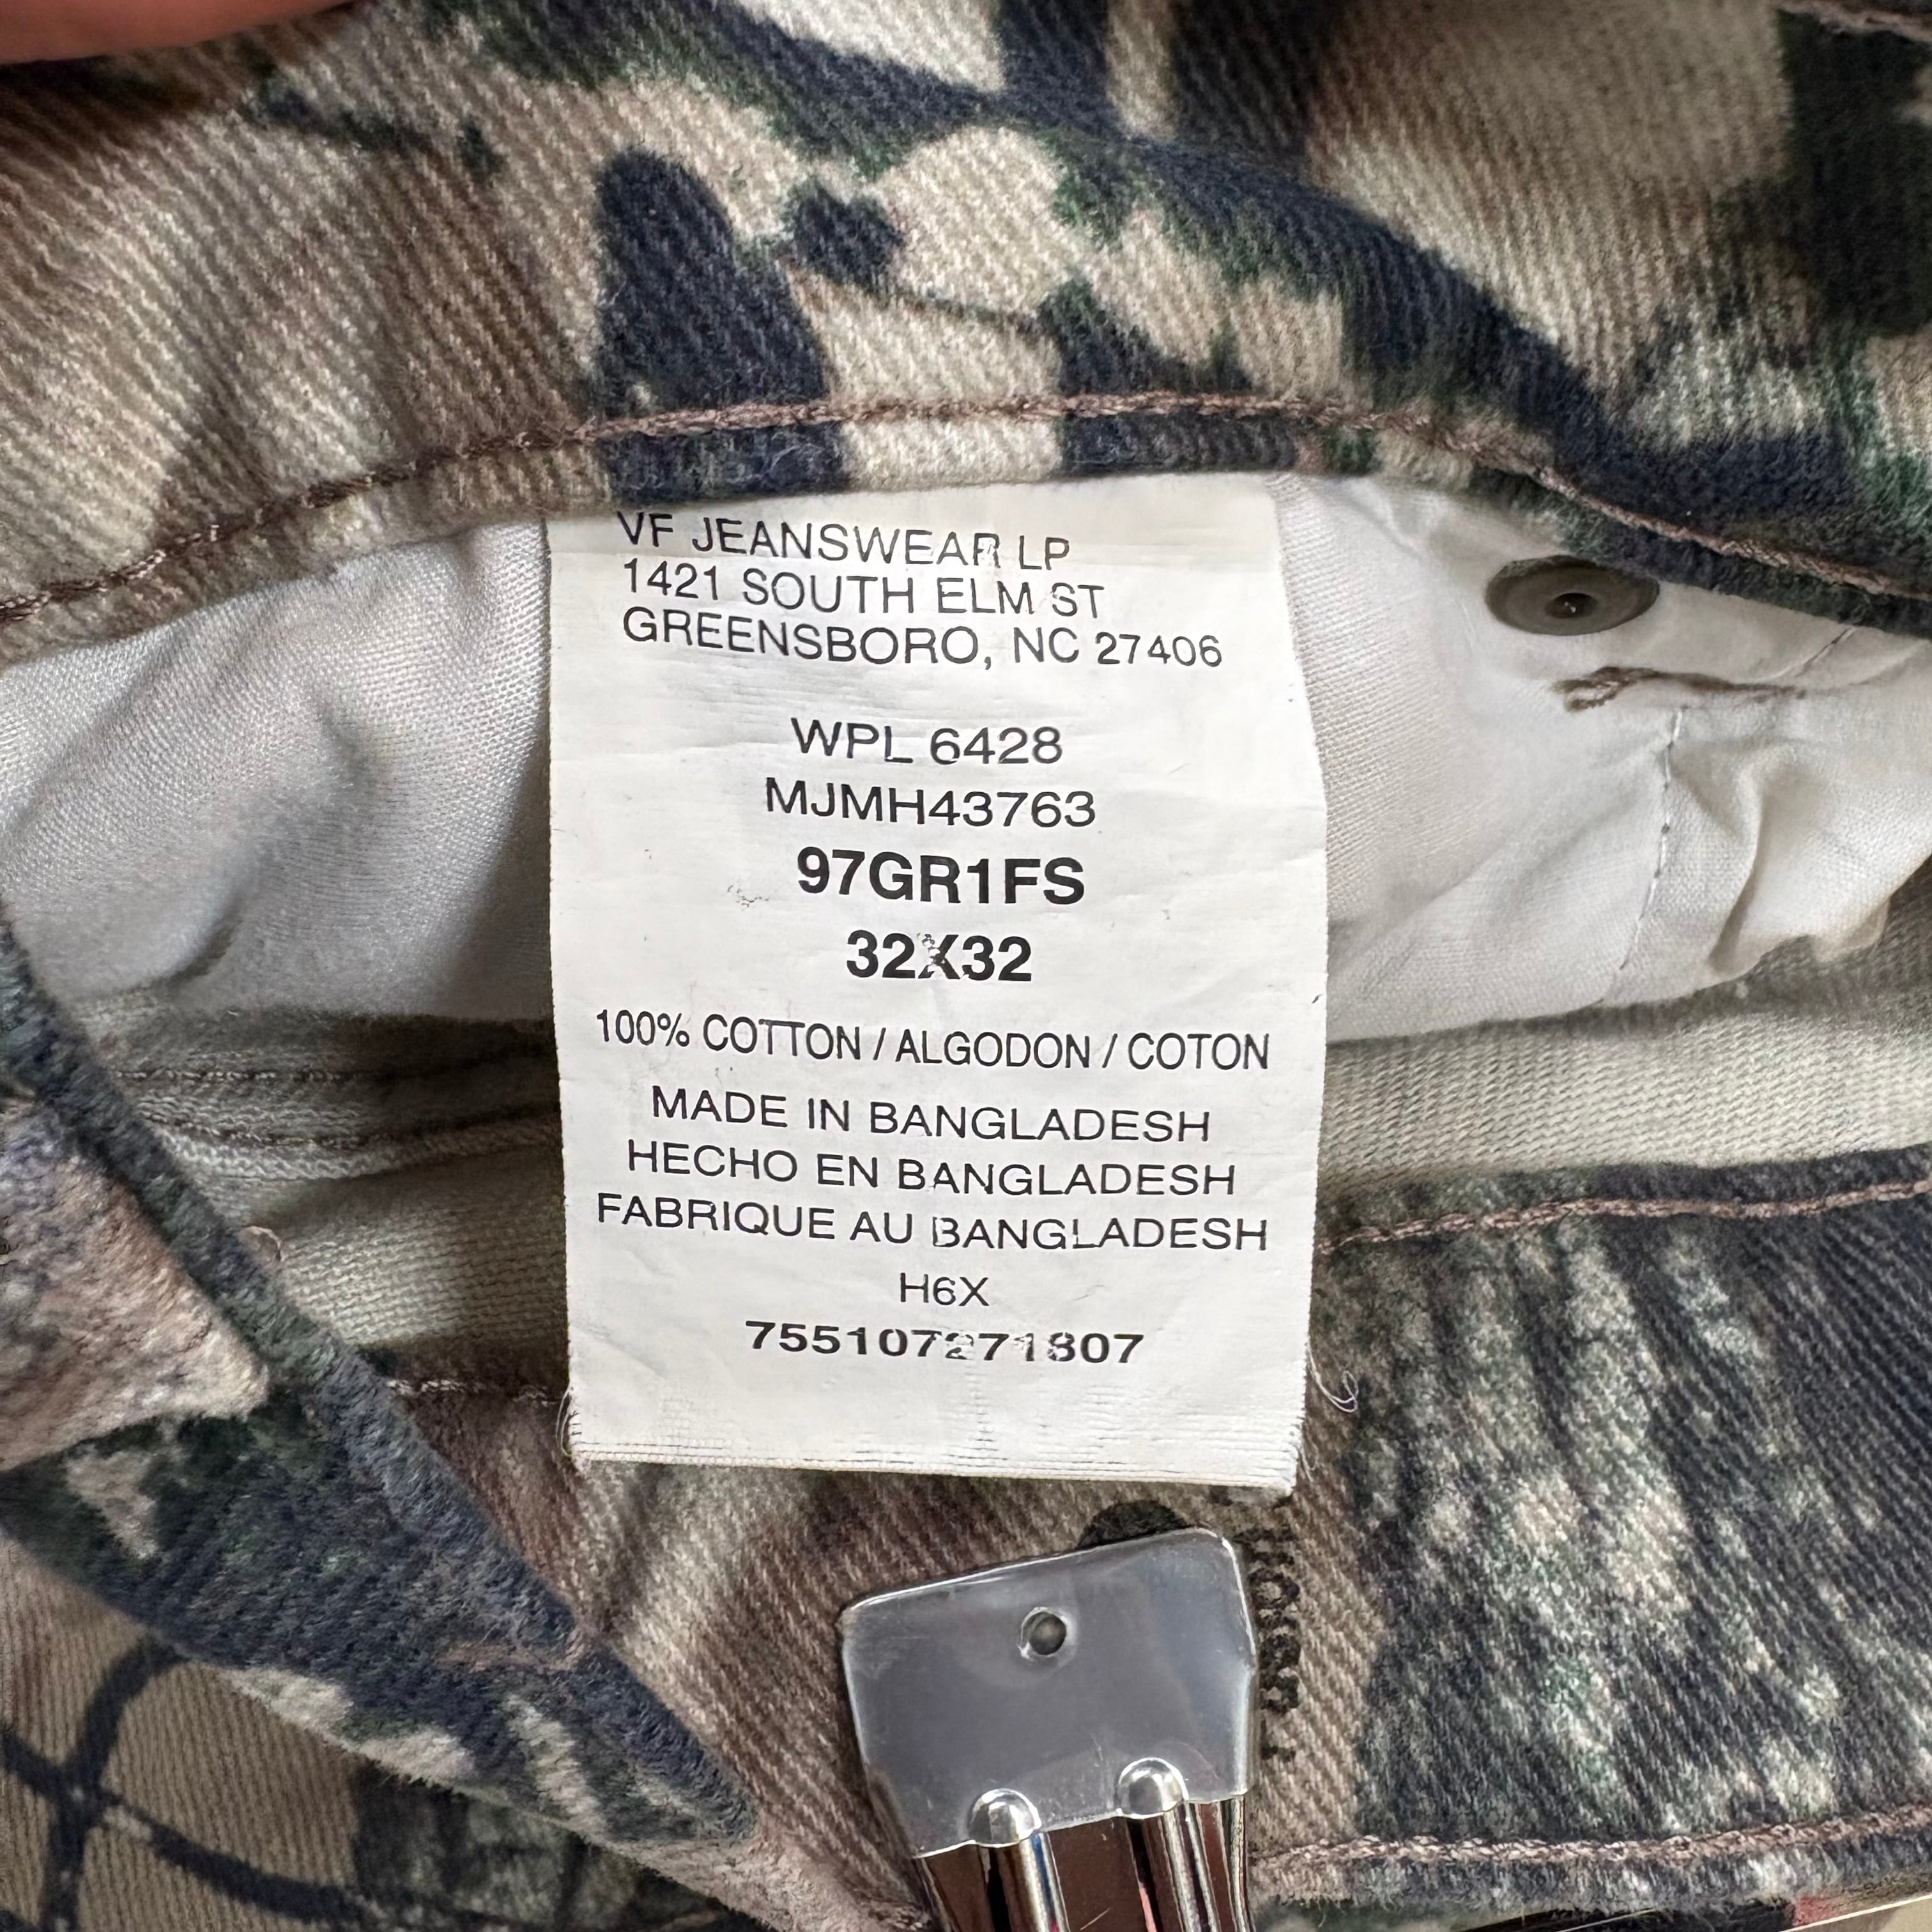 VF JEANSWEAR LP
1421 SOUTH ELM ST
GREENSBORO, NC 27406
WPL 6428
MJMH43763
97GR1FS
32X32
100% COTTON / ALGODON / COTON
MADE IN BANGLADESH
HECHO EN BANGLADESH
FABRIQUE AU BANGLADESH
H6X
755107271807